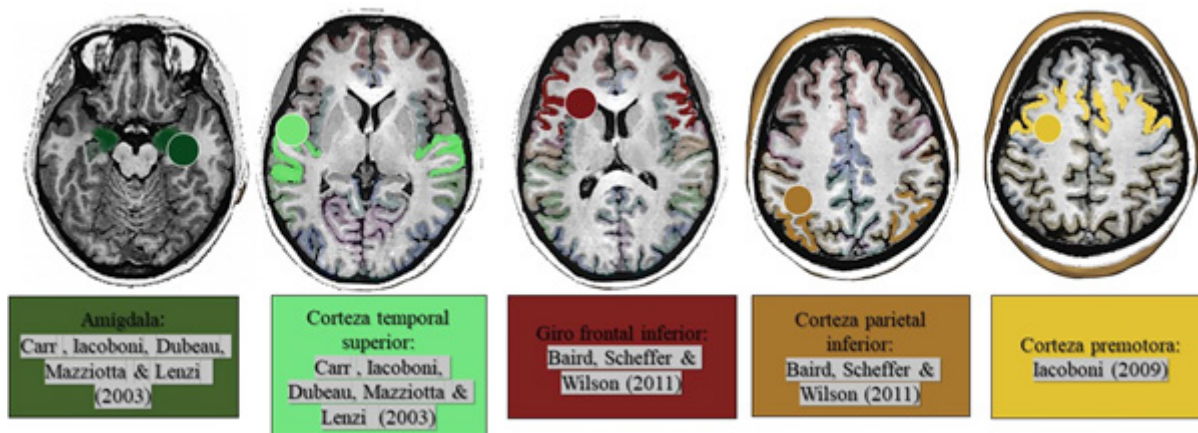 Amígdala:
Carr , Iacoboni, Dubeau,
Mazziotta & Lenzi
(2003)
Corteza temporal
superior:
Carr , Iacoboni,
Dubeau, Mazziotta &
Lenzi (2003)
Giro frontal inferior:
Baird, Scheffer &
Wilson (2011)
Corteza parietal
inferior:
Baird, Scheffer &
Wilson (2011)
Corteza premotora:
Iacoboni (2009)